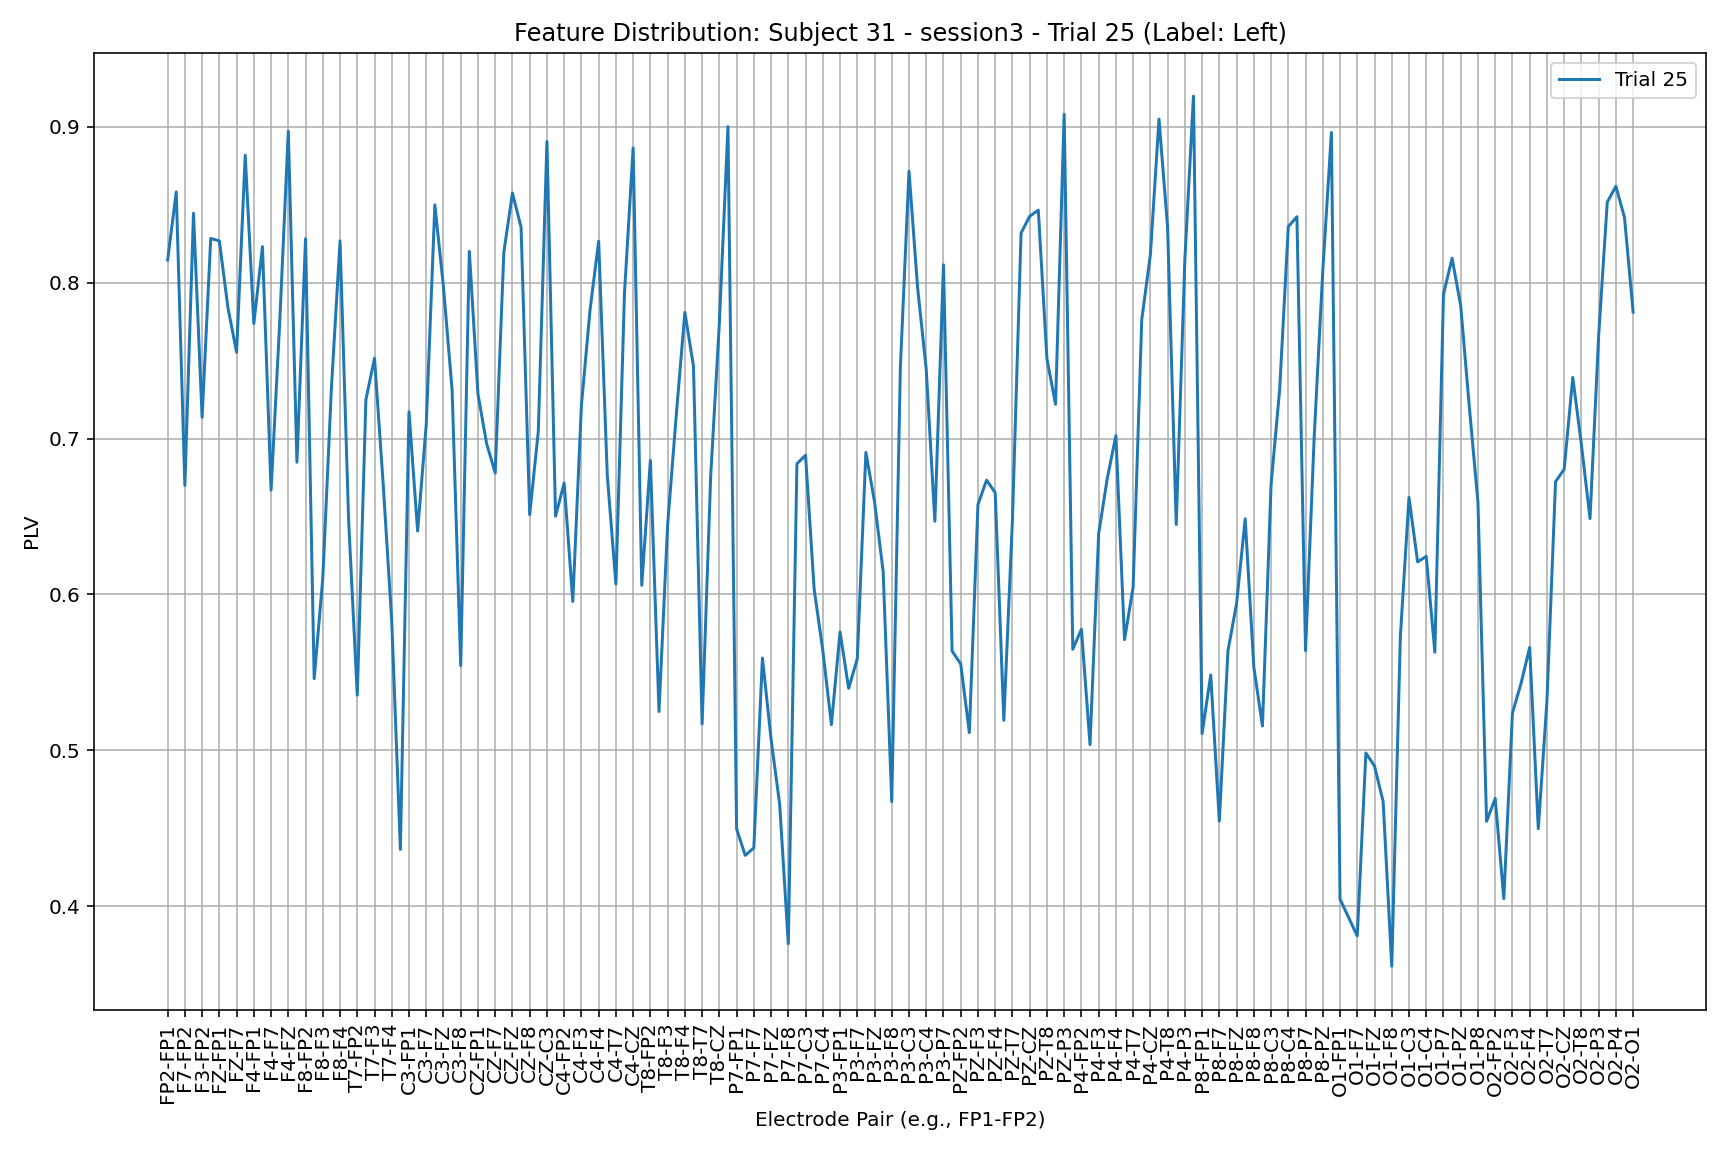 Feature Distribution: Subject 31 - session3 - Trial 25 (Label: Left)
Trial 25
0.9
0.8
0.7
0.6
0.5
0.4
PLV
FP2-FP1
F7-FP2
F3-FP2
FZ-FP1
FZ-F7
F4-FP1
F4-F7
F4-FZ
F8-FP2
F8-F3
F8-F4
T7-FP2
T7-F3
T7-F4
C3-FP1
C3-F7
C3-FZ
C3-F8
CZ-FP1
CZ-F7
CZ-FZ
CZ-F8
CZ-C3
C4-FP2
C4-F3
C4-F4
C4-T7
C4-CZ
T8-FP2
T8-F3
T8-F4
T8-T7
T8-CZ
P7-FP1
P7-F7
P7-FZ
P7-F8
P7-C3
P7-C4
P3-FP1
P3-F7
P3-FZ
P3-F8
P3-C3
P3-C4
P3-P7
PZ-FP2
PZ-F3
PZ-F4
PZ-T7
PZ-CZ
PZ-T8
PZ-P3
P4-FP2
P4-F3
P4-F4
P4-T7
P4-CZ
P4-T8
P4-P3
P8-FP1
P8-F7
P8-FZ
P8-F8
P8-C3
P8-C4
P8-P7
P8-PZ
O1-FP1
O1-F7
O1-FZ
O1-F8
O1-C3
O1-C4
O1-P7
O1-PZ
O1-P8
O2-FP2
O2-F3
O2-F4
O2-T7
O2-CZ
O2-T8
O2-P3
O2-P4
O2-O1
Electrode Pair (e.g., FP1-FP2)